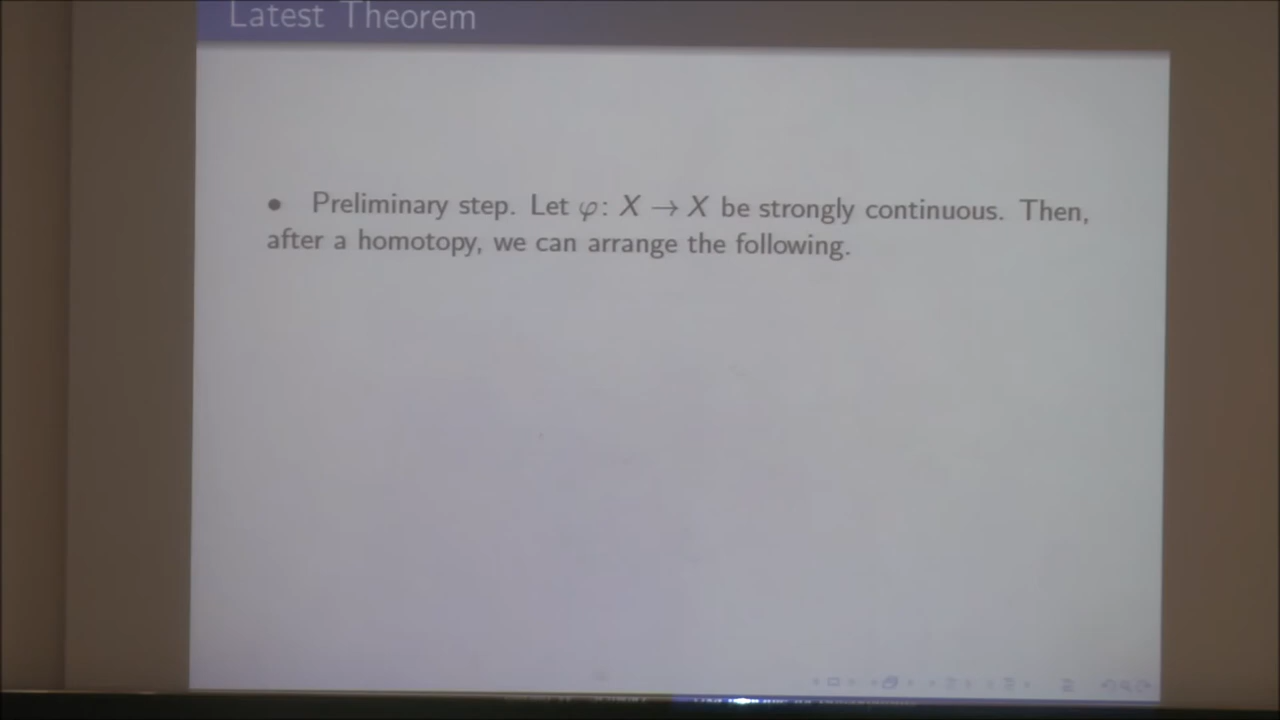 Latest Theorem
• Preliminary step. Let φ: X → X be strongly continuous. Then,
after a homotopy, we can arrange the following.